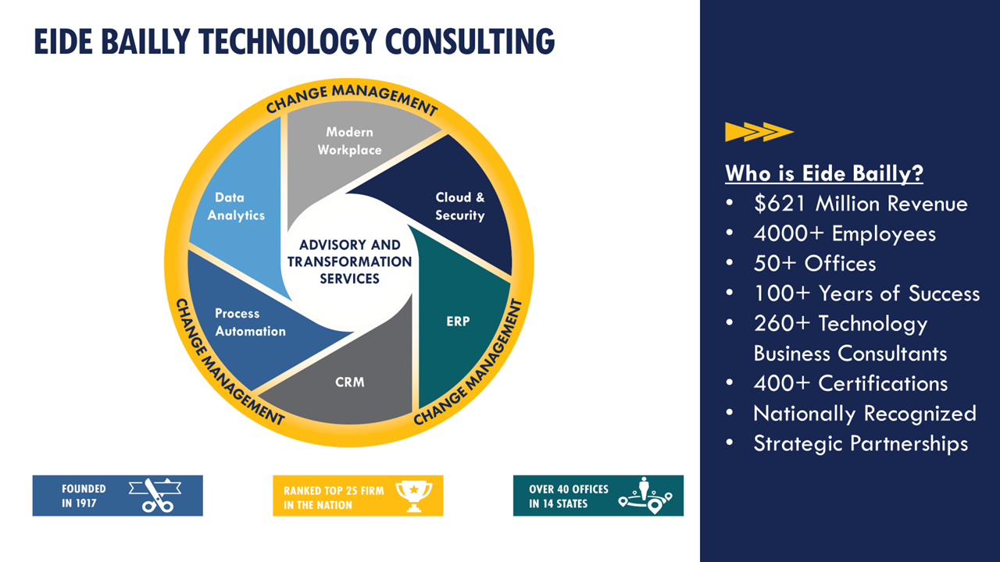 EIDE BAILLY TECHNOLOGY CONSULTING
CHANGE MANAGEMENT
Modern
Workplace
Cloud &
Security
Data
Analytics
ADVISORY AND
TRANSFORMATION
SERVICES
Process
Automation
ERP
CRM
CHANGE MANAGEMENT
CHANGE MANAGEMENT
FOUNDED
IN 1917
RANKED TOP 25 FIRM
IN THE NATION
OVER 40 OFFICES
IN 14 STATES
Who is Eide Bailly?
• $621 Million Revenue
• 4000+ Employees
• 50+ Offices
• 100+ Years of Success
• 260+ Technology
Business Consultants
• 400+ Certifications
• Nationally Recognized
• Strategic Partnerships